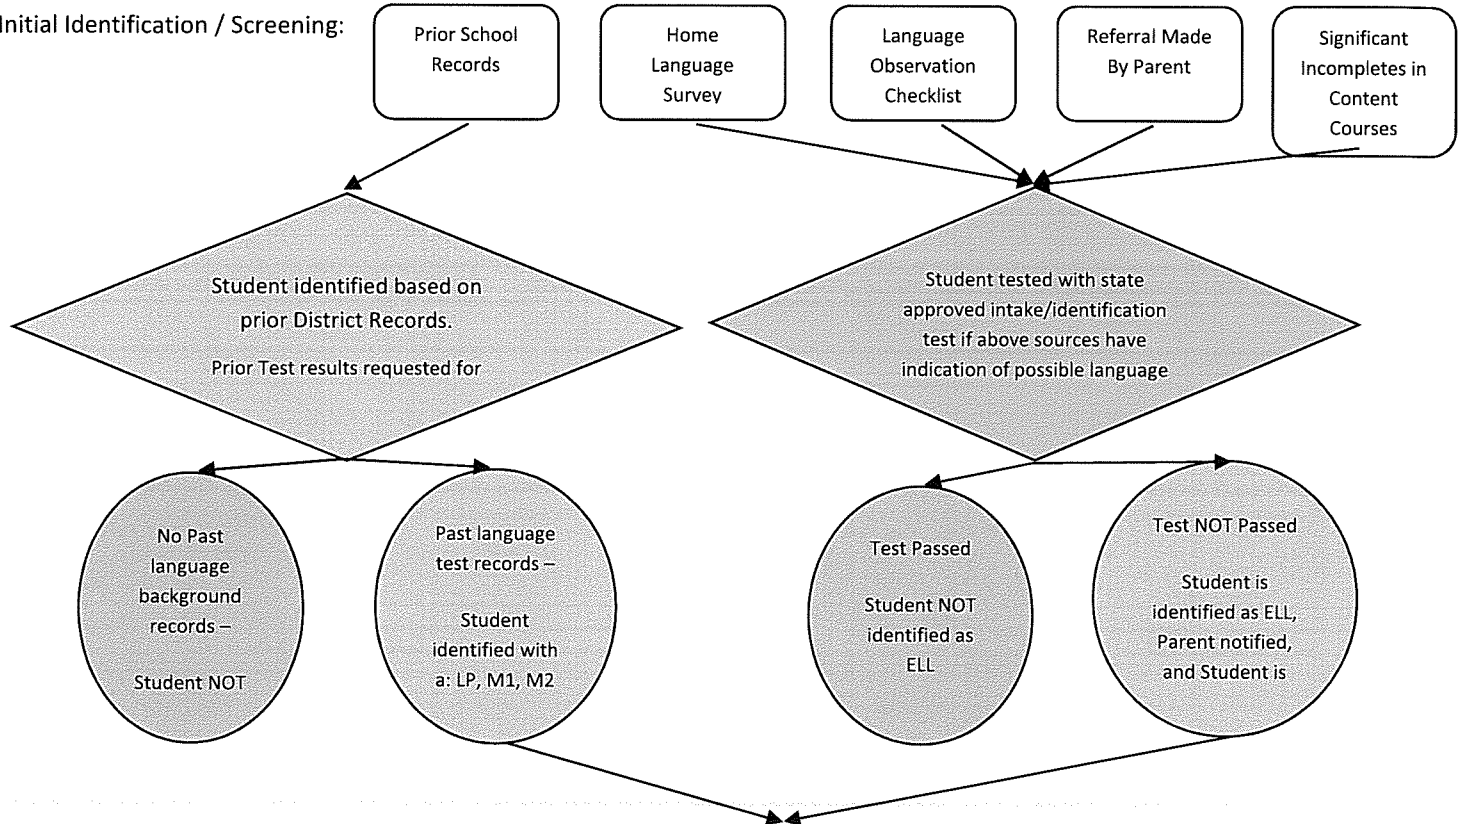 Initial Identification / Screening:
Prior School
Records
Home
Language
Survey
Language
Observation
Checklist
Referral Made
By Parent
Significant
Incompletes in
Content
Courses
Student identified based on
prior District Records.
Prior Test results requested for
Student tested with state
approved intake/identification
test if above sources have
indication of possible language
No Past
language
background
records –
Student NOT
Past language
test records –
Student
identified with
a: LP, M1, M2
Test Passed
Student NOT
identified as
ELL
Test NOT Passed
Student is
identified as ELL,
Parent notified,
and Student is